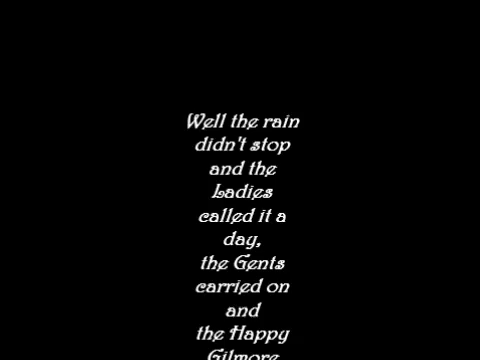 Well the rain
didn't stop
and the
Ladies
called it a
day,
the Gents
carried on
and
the Happy
Gilmore